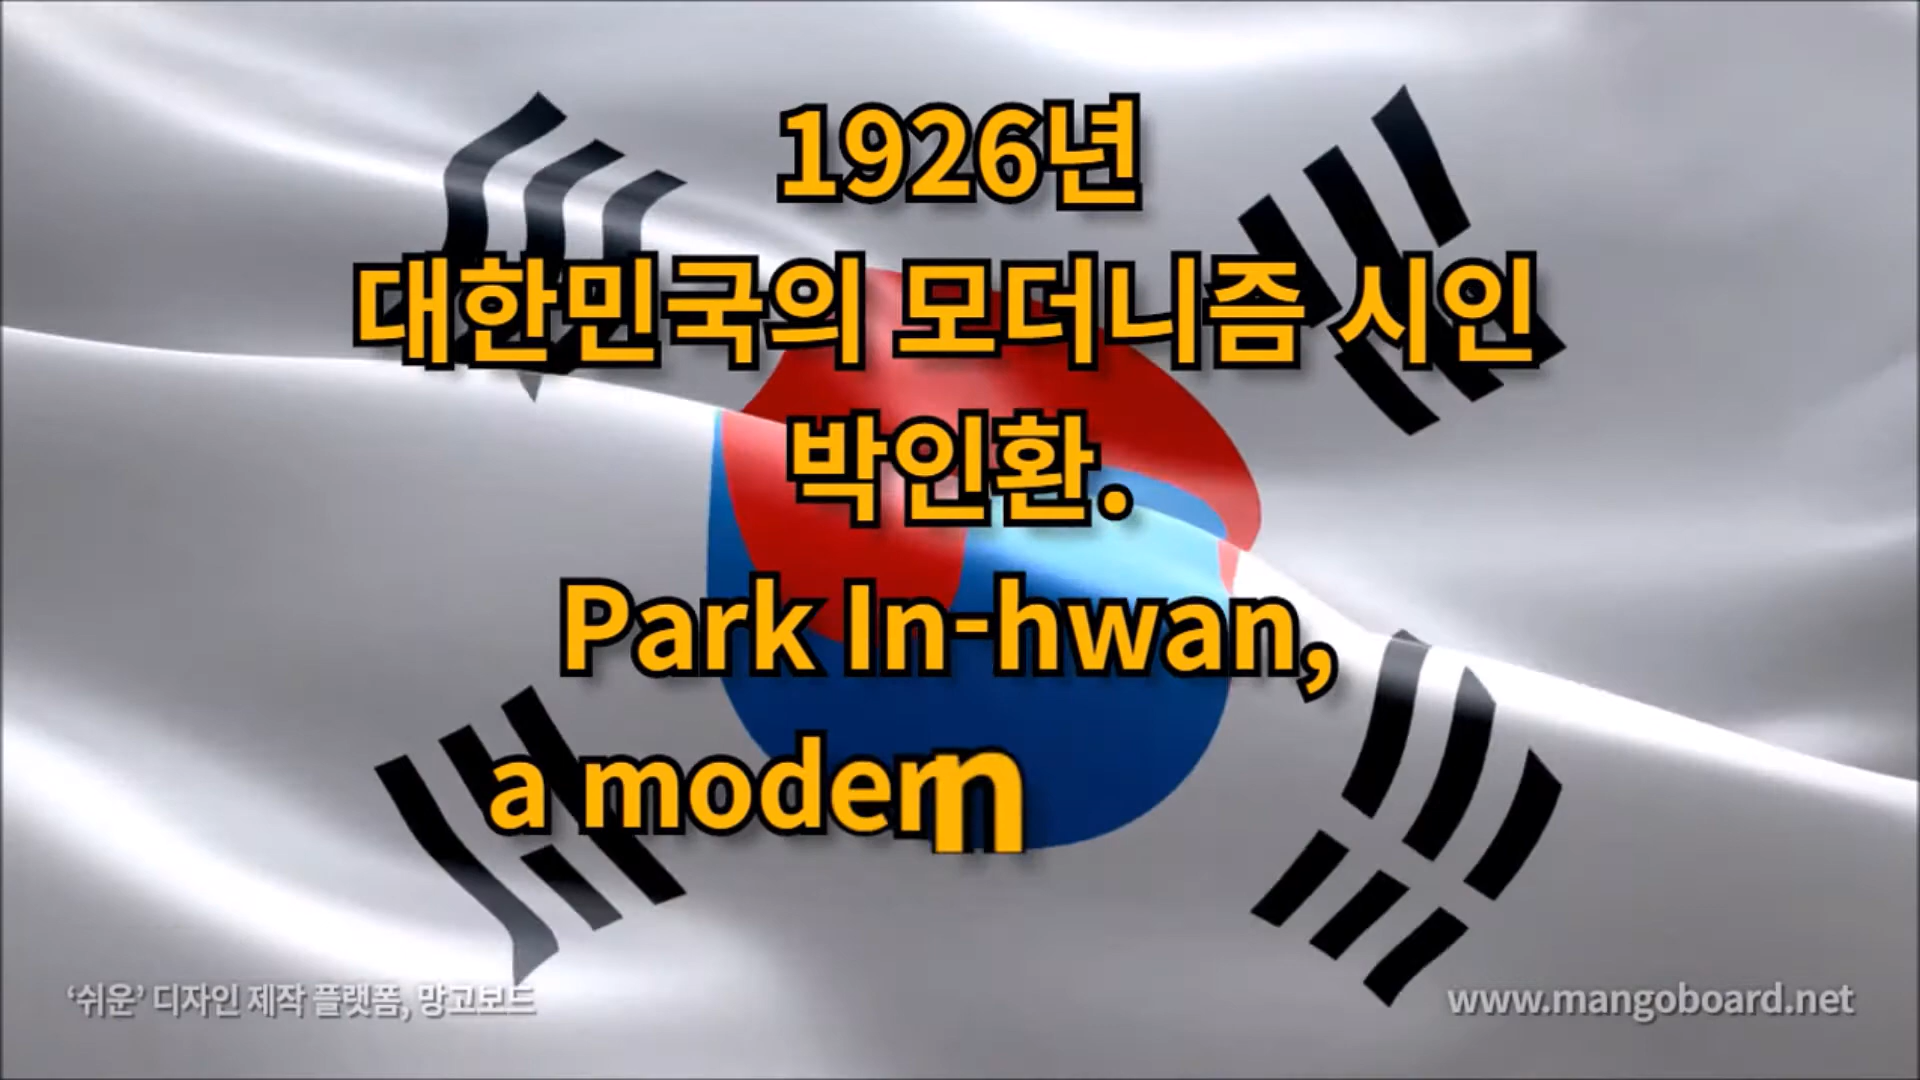 1926년
대한민국의 모더니즘 시인
박인환.
Park In-hwan,
a modern
‘쉬운’ 디자인 제작 플랫폼, 망고보드
www.mangoboard.net